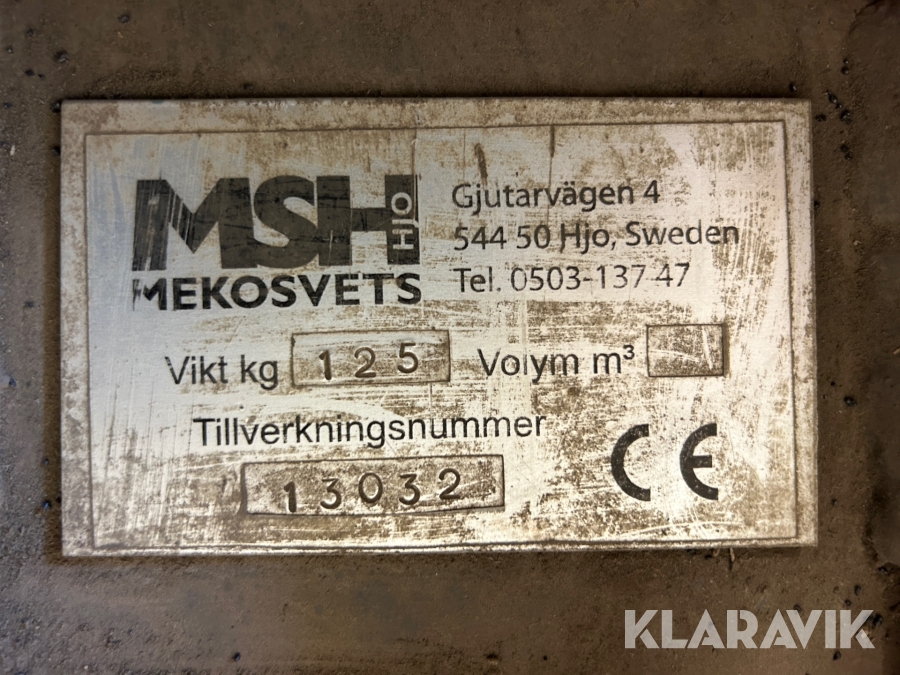 MSH HJO
MEKOSVETS
Gjutarvägen 4
544 50 Hjo, Sweden
Tel. 0503-137 47
Vikt kg 125 Volym m³
Tillverkningsnummer
13032
CE
KLARAVIK